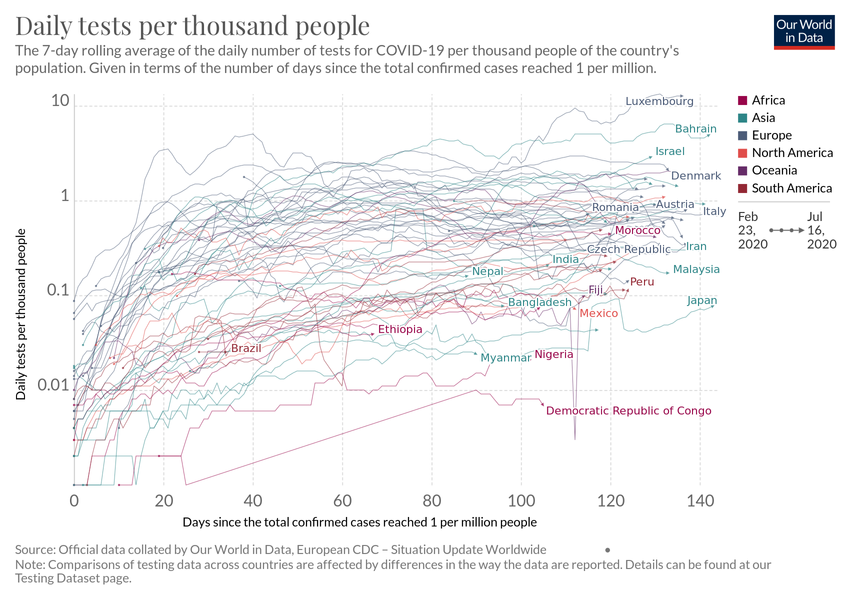 Daily tests per thousand people
Our World
in Data
The 7-day rolling average of the daily number of tests for COVID-19 per thousand people of the country's
population. Given in terms of the number of days since the total confirmed cases reached 1 per million.
10
1
0.1
0.01
Daily tests per thousand people
Luxembourg
Bahrain
Israel
Denmark
Romania
Austria
Italy
Morocco
Czech Republic
Iran
India
Malaysia
Nepal
Peru
Fiji
Japan
Bangladesh
Mexico
Ethiopia
Brazil
Myanmar
Nigeria
Democratic Republic of Congo
Africa
Asia
Europe
North America
Oceania
South America
Feb
23,
2020
Jul
16,
2020
0
20
40
60
80
100
120
140
Days since the total confirmed cases reached 1 per million people
Source: Official data collated by Our World in Data, European CDC – Situation Update Worldwide
Note: Comparisons of testing data across countries are affected by differences in the way the data are reported. Details can be found at our
Testing Dataset page.